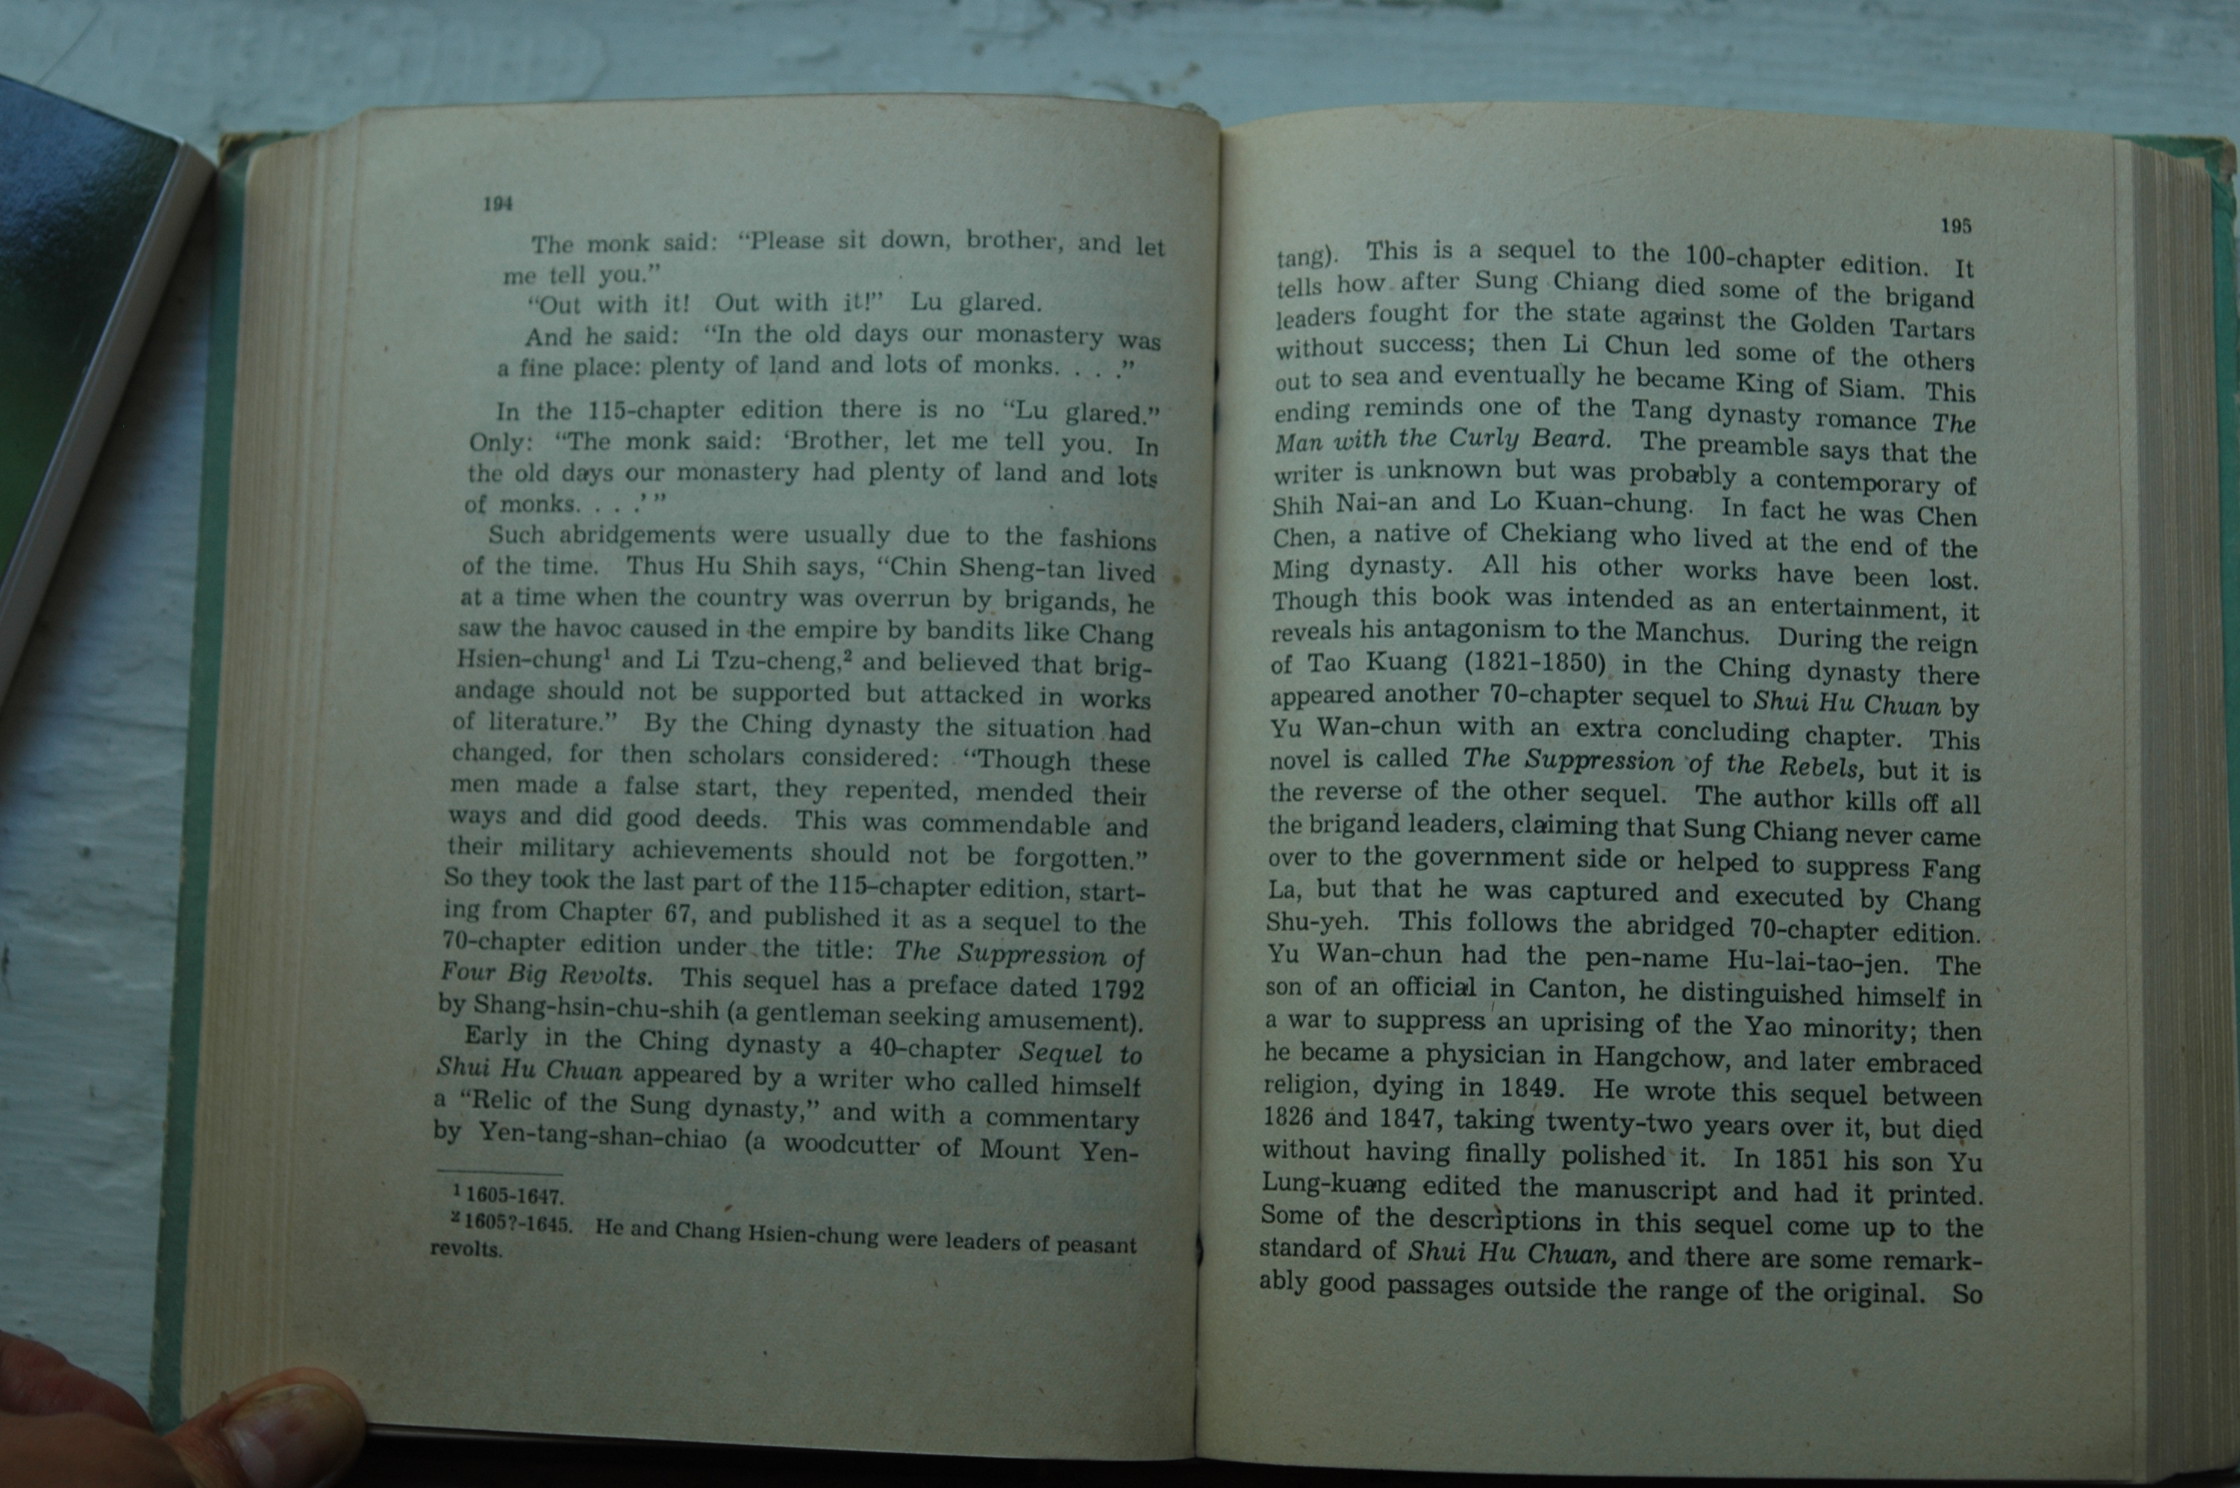 194
The monk said: "Please sit down, brother, and let
me tell you."
"Out with it! Out with it!" Lu glared.
And he said: "In the old days our monastery was
a fine place: plenty of land and lots of monks. . . ."
In the 115-chapter edition there is no "Lu glared."
Only: "The monk said: 'Brother, let me tell you. In
the old days our monastery had plenty of land and lots
of monks. . . .' "
Such abridgements were usually due to the fashions
of the time. Thus Hu Shih says, "Chin Sheng-tan lived
at a time when the country was overrun by brigands, he
saw the havoc caused in the empire by bandits like Chang
Hsien-chung¹ and Li Tzu-cheng,² and believed that brig-
andage should not be supported but attacked in works
of literature." By the Ching dynasty the situation had
changed, for then scholars considered: "Though these
men made a false start, they repented, mended their
ways and did good deeds. This was commendable and
their military achievements should not be forgotten."
So they took the last part of the 115-chapter edition, start-
ing from Chapter 67, and published it as a sequel to the
70-chapter edition under the title: The Suppression of
Four Big Revolts. This sequel has a preface dated 1792
by Shang-hsin-chu-shih (a gentleman seeking amusement).
Early in the Ching dynasty a 40-chapter Sequel to
Shui Hu Chuan appeared by a writer who called himself
a "Relic of the Sung dynasty," and with a commentary
by Yen-tang-shan-chiao (a woodcutter of Mount Yen-
¹ 1605-1647.
² 1605?-1645. He and Chang Hsien-chung were leaders of peasant
revolts.
195
tang). This is a sequel to the 100-chapter edition. It
tells how after Sung Chiang died some of the brigand
leaders fought for the state against the Golden Tartars
without success; then Li Chun led some of the others
out to sea and eventually he became King of Siam. This
ending reminds one of the Tang dynasty romance The
Man with the Curly Beard. The preamble says that the
writer is unknown but was probably a contemporary of
Shih Nai-an and Lo Kuan-chung. In fact he was Chen
Chen, a native of Chekiang who lived at the end of the
Ming dynasty. All his other works have been lost.
Though this book was intended as an entertainment, it
reveals his antagonism to the Manchus. During the reign
of Tao Kuang (1821-1850) in the Ching dynasty there
appeared another 70-chapter sequel to Shui Hu Chuan by
Yu Wan-chun with an extra concluding chapter. This
novel is called The Suppression of the Rebels, but it is
the reverse of the other sequel. The author kills off all
the brigand leaders, claiming that Sung Chiang never came
over to the government side or helped to suppress Fang
La, but that he was captured and executed by Chang
Shu-yeh. This follows the abridged 70-chapter edition.
Yu Wan-chun had the pen-name Hu-lai-tao-jen. The
son of an official in Canton, he distinguished himself in
a war to suppress an uprising of the Yao minority; then
he became a physician in Hangchow, and later embraced
religion, dying in 1849. He wrote this sequel between
1826 and 1847, taking twenty-two years over it, but died
without having finally polished it. In 1851 his son Yu
Lung-kuang edited the manuscript and had it printed.
Some of the descriptions in this sequel come up to the
standard of Shui Hu Chuan, and there are some remark-
ably good passages outside the range of the original. So